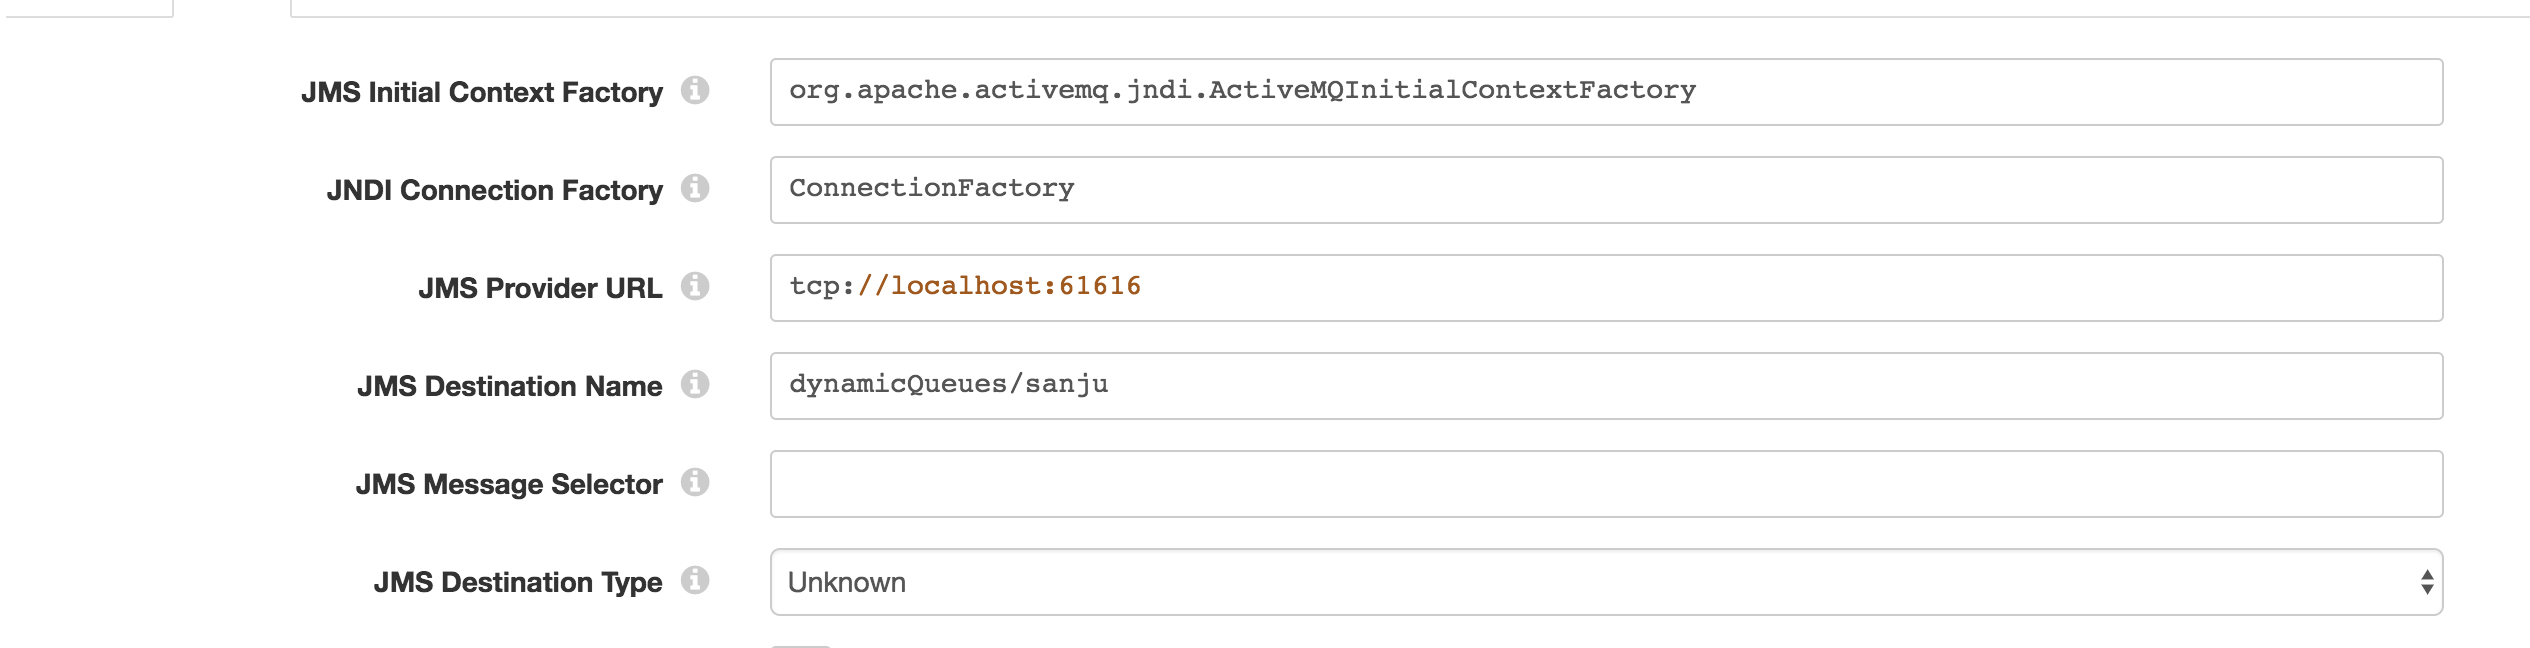 JMS Initial Context Factory org.apache.activemq.jndi.ActiveMQInitialContextFactory
JNDI Connection Factory ConnectionFactory
JMS Provider URL tcp://localhost:61616
JMS Destination Name dynamicQueues/sanju
JMS Message Selector
JMS Destination Type Unknown